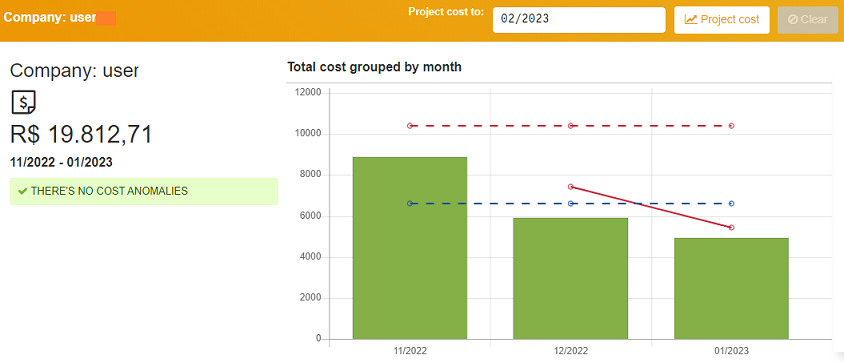 Company: user
Project cost to:
02/2023
Project cost
Clear
Company: user
$
R$ 19.812,71
11/2022 - 01/2023
THERE'S NO COST ANOMALIES
Total cost grouped by month
12000
10000
8000
6000
4000
2000
0
11/2022
12/2022
01/2023